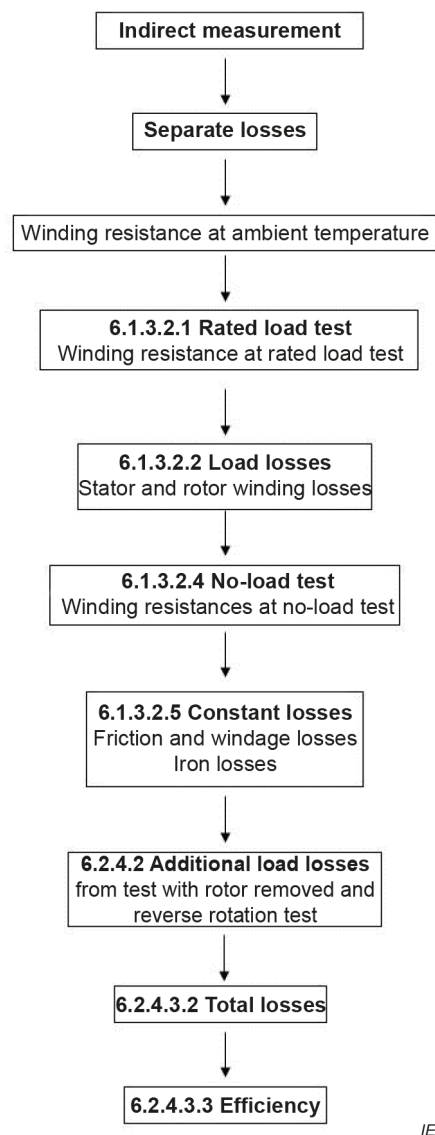 Indirect measurement
Separate losses
Winding resistance at ambient temperature
6.1.3.2.1 Rated load test
Winding resistance at rated load test
6.1.3.2.2 Load losses
Stator and rotor winding losses
6.1.3.2.4 No-load test
Winding resistances at no-load test
6.1.3.2.5 Constant losses
Friction and windage losses
Iron losses
6.2.4.2 Additional load losses
from test with rotor removed and
reverse rotation test
6.2.4.3.2 Total losses
6.2.4.3.3 Efficiency
IE